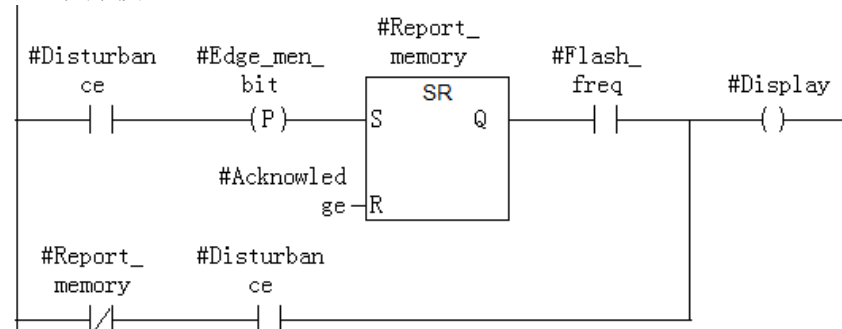 #Report_
#Disturban #Edge_men_ memory #Flash_
ce bit freq #Display
SR
(P) S Q ( )
#Acknowled
ge R
#Report_ #Disturban
memory ce